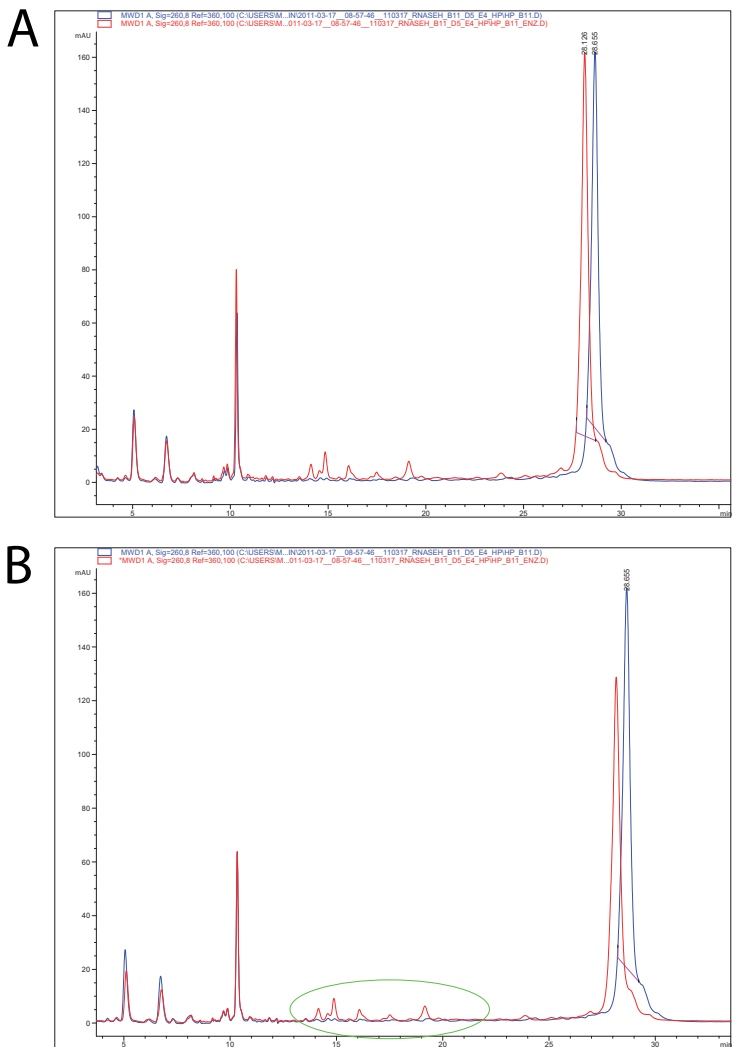 A
MWD1 A, Sig=260,8 Ref=360,100 (C:\USERS\M...IN\2011-03-17__08-57-46__110317_RNASEH_B11_D5_E4_HP\HP_B11.D)
MWD1 A, Sig=260,8 Ref=360,100 (C:\USERS\M...011-03-17__08-57-46__110317_RNASEH_B11_D5_E4_HP\HP_B11_ENZ.D)
mAU
28.126
28.655
160
140
120
100
80
60
40
20
0
5 10 15 20 25 30 min
B
MWD1 A, Sig=260,8 Ref=360,100 (C:\USERS\M...IN\2011-03-17__08-57-46__110317_RNASEH_B11_D5_E4_HP\HP_B11.D)
*MWD1 A, Sig=260,8 Ref=360,100 (C:\USERS\M...011-03-17__08-57-46__110317_RNASEH_B11_D5_E4_HP\HP_B11_ENZ.D)
mAU
28.655
160
140
120
100
80
60
40
20
0
5 10 15 20 25 30 min